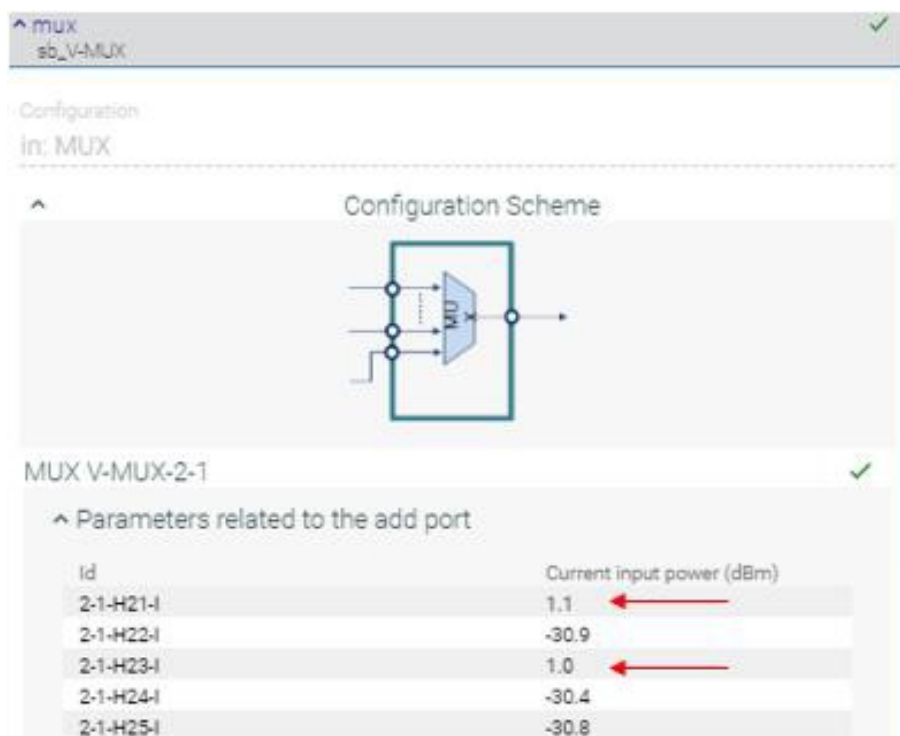 mux
sb_V-MUX
Configuration
in: MUX
Configuration Scheme
MU
X
MUX V-MUX-2-1
Parameters related to the add port
Id Current input power (dBm)
2-1-H21-I 1.1
2-1-H22-I -30.9
2-1-H23-I 1.0
2-1-H24-I -30.4
2-1-H25-I -30.8